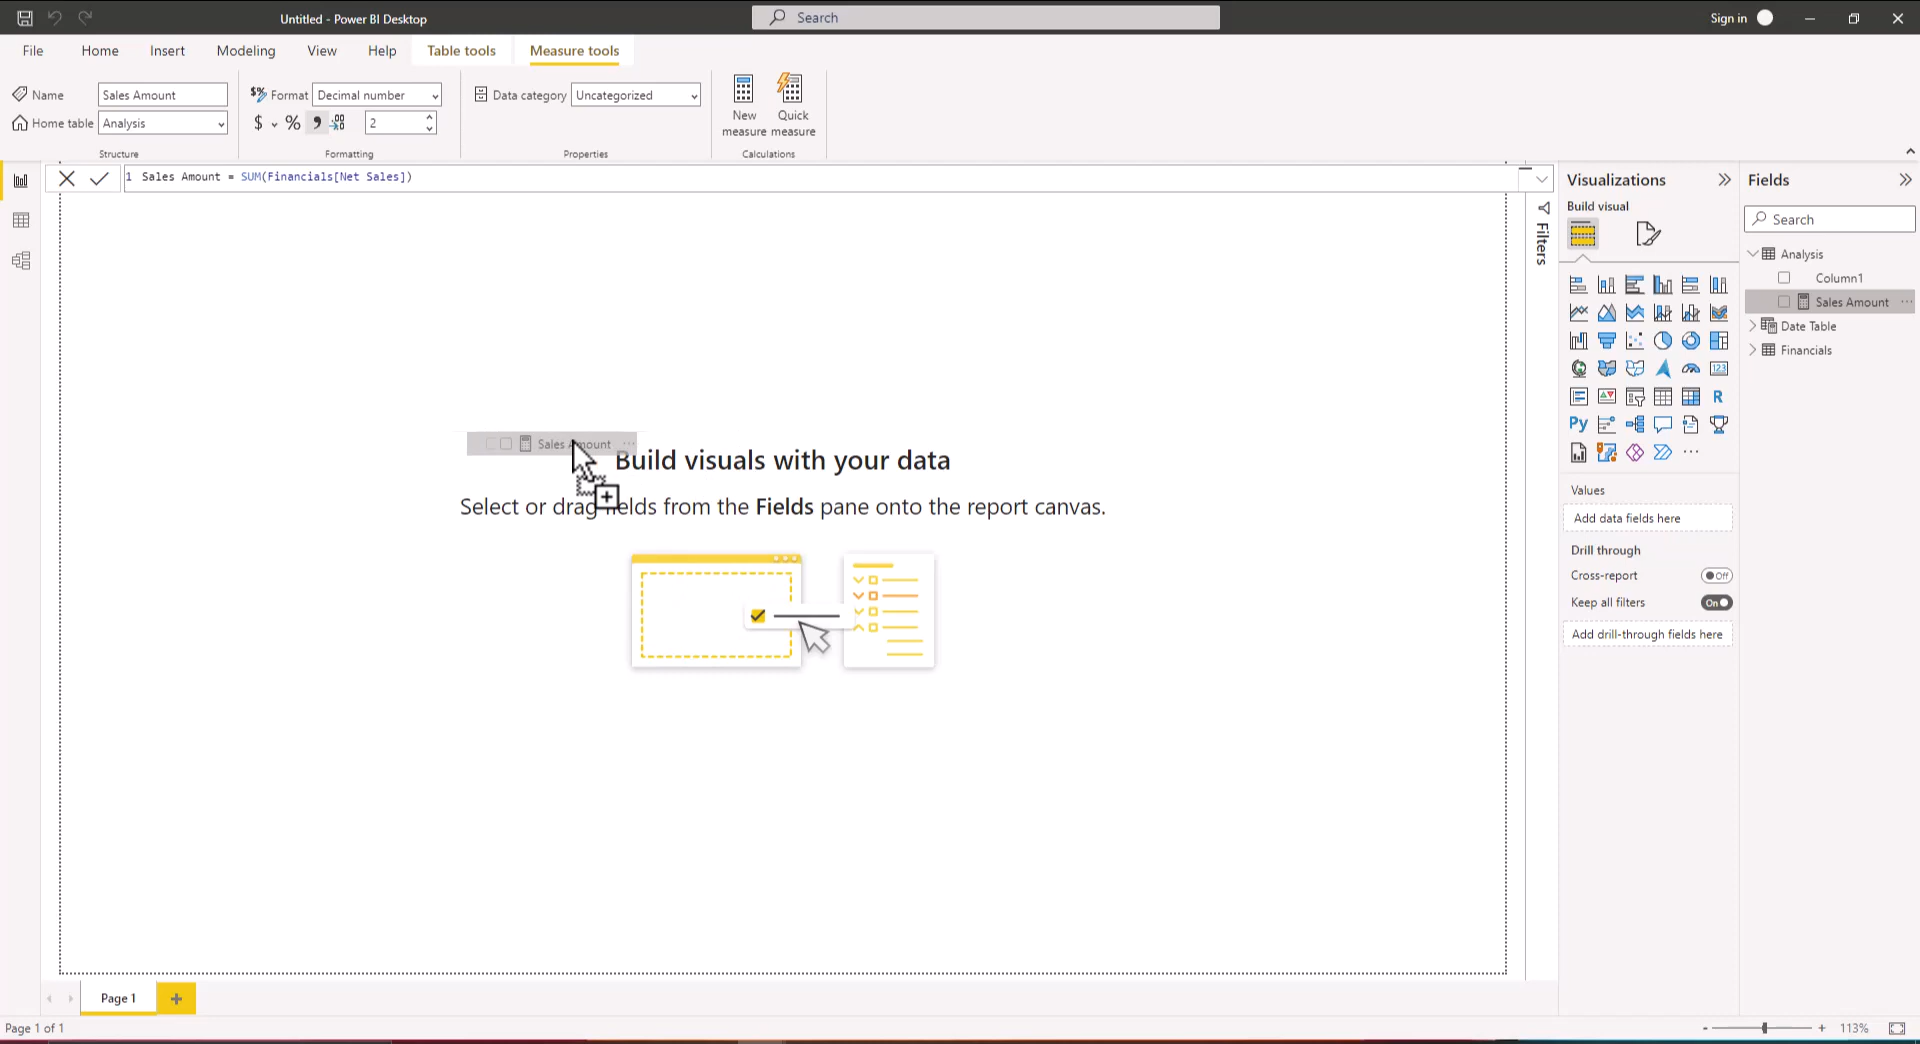 Untitled - Power BI Desktop
Search
Sign in
File Home Insert Modeling View Help Table tools Measure tools
Name Sales Amount
Home table Analysis
Structure
$% Format Decimal number
$ % , .00 2
Formatting
Data category Uncategorized
Properties
New measure
Quick measure
Calculations
1 Sales Amount = SUM(Financials[Net Sales])
Sales Amount ...
Build visuals with your data
Select or drag fields from the Fields pane onto the report canvas.
Filters
Visualizations
Build visual
123
R
Py
...
Values
Add data fields here
Drill through
Cross-report Off
Keep all filters On
Add drill-through fields here
Fields
Search
Analysis
Column1
Sales Amount ...
Date Table
Financials
Page 1
+
Page 1 of 1
- + 113%